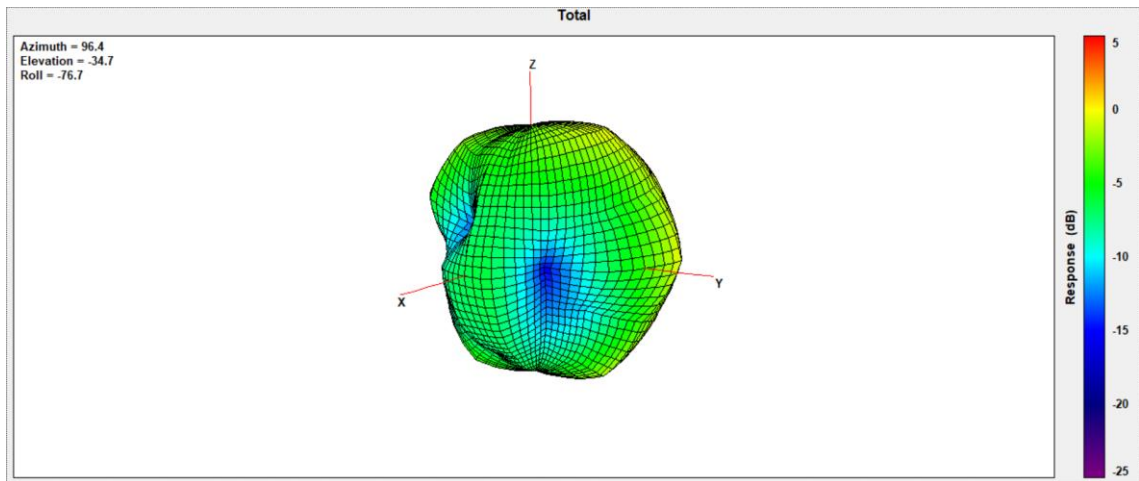 Total
Azimuth = 96.4
Elevation = -34.7
Roll = -76.7
Z
X
Y
5
0
-5
-10
-15
-20
-25
Response (dB)